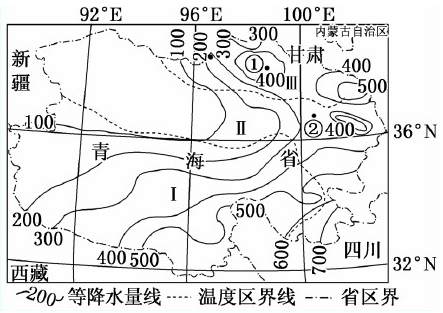 92°E 96°E 100°E
内蒙古自治区
新疆
甘肃
100 200 300 300
① 400 Ⅲ
400
500
100
Ⅱ
② 400
36°N
青海省
Ⅰ
200
300
400 500
500
600
700
四川
西藏
32°N
~200~ 等降水量线 ---- 温度区界线 —·— 省区界